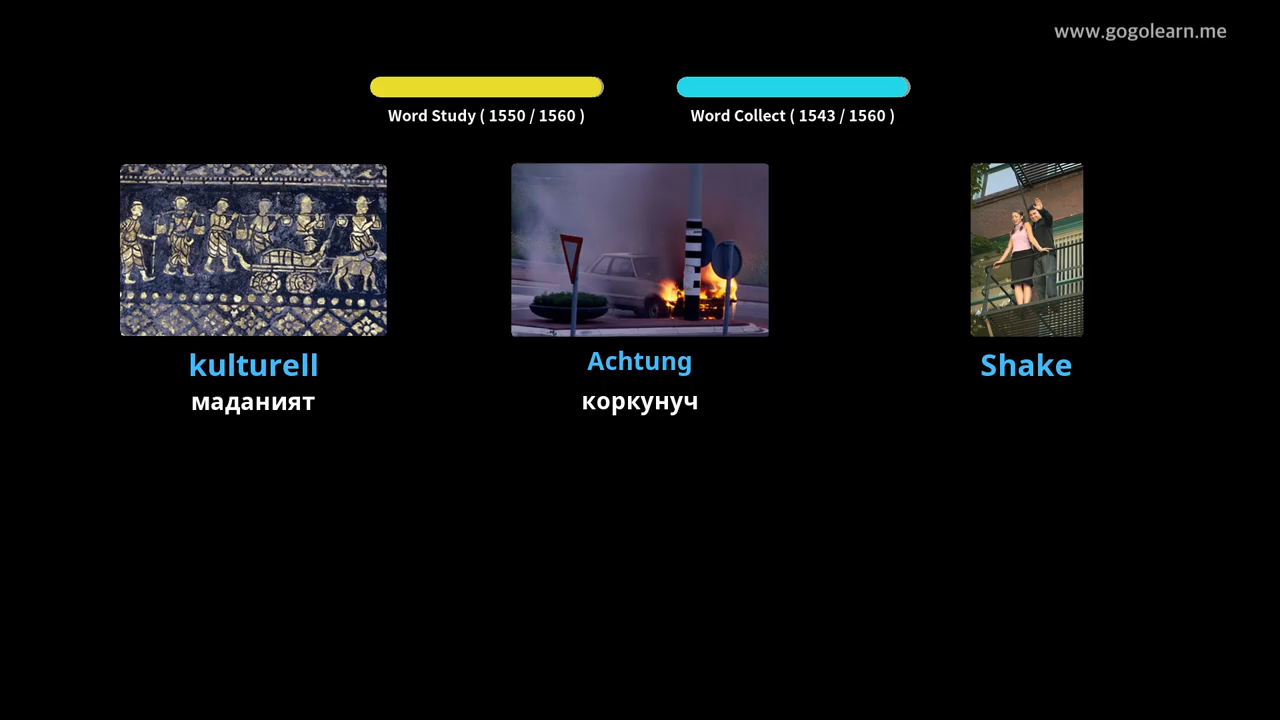 www.gogolearn.me
Word Study ( 1550 / 1560 )
Word Collect ( 1543 / 1560 )
kulturell
маданият
Achtung
коркунуч
Shake